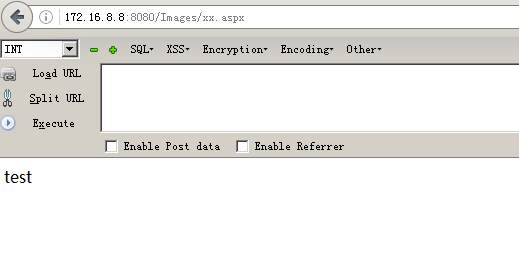 172.16.8.8:8080/Images/xx.aspx
INT SQL▾ XSS▾ Encryption▾ Encoding▾ Other▾
Load URL
Split URL
Execute
Enable Post data Enable Referrer
test